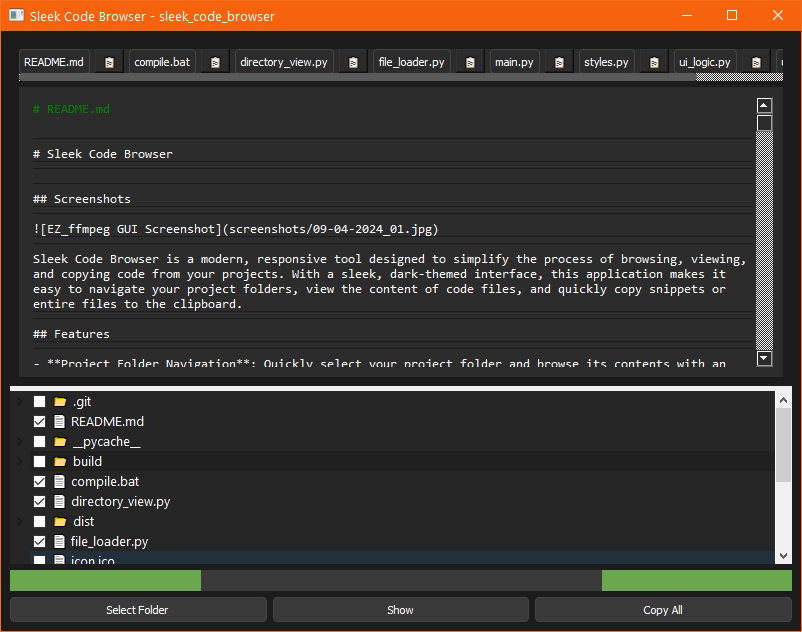 Sleek Code Browser - sleek_code_browser
README.md compile.bat directory_view.py file_loader.py main.py styles.py ui_logic.py
# README.md
# Sleek Code Browser
## Screenshots
![EZ_ffmpeg GUI Screenshot](screenshots/09-04-2024_01.jpg)
Sleek Code Browser is a modern, responsive tool designed to simplify the process of browsing, viewing,
and copying code from your projects. With a sleek, dark-themed interface, this application makes it
easy to navigate your project folders, view the content of code files, and quickly copy snippets or
entire files to the clipboard.
## Features
- **Project Folder Navigation**: Quickly select your project folder and browse its contents with an
.git
README.md
__pycache__
build
compile.bat
directory_view.py
dist
file_loader.py
icon.ico
Select Folder Show Copy All